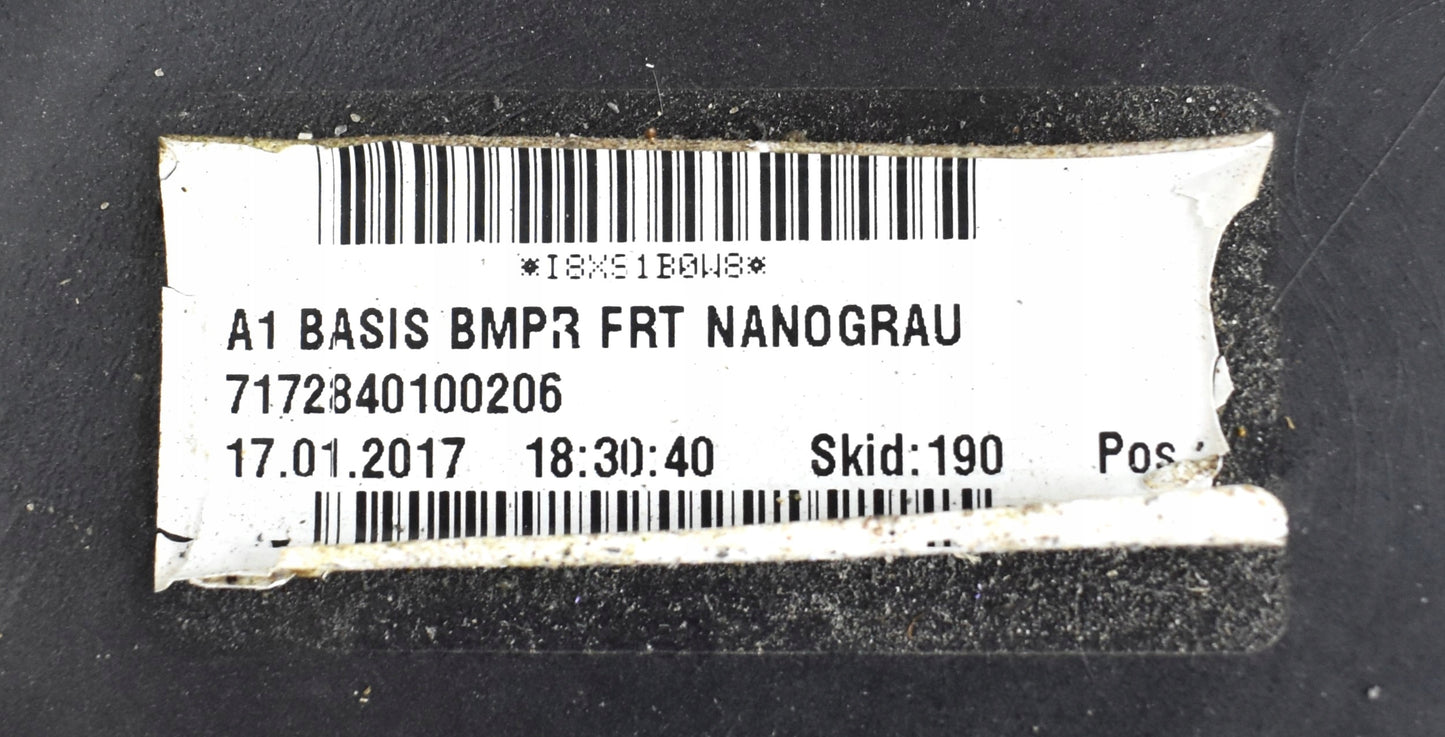 *I8XS1B0W8*
A1 BASIS BMPR FRT NANOGRAU
7172840100206
17.01.2017 18:30:40 Skid:190 Pos